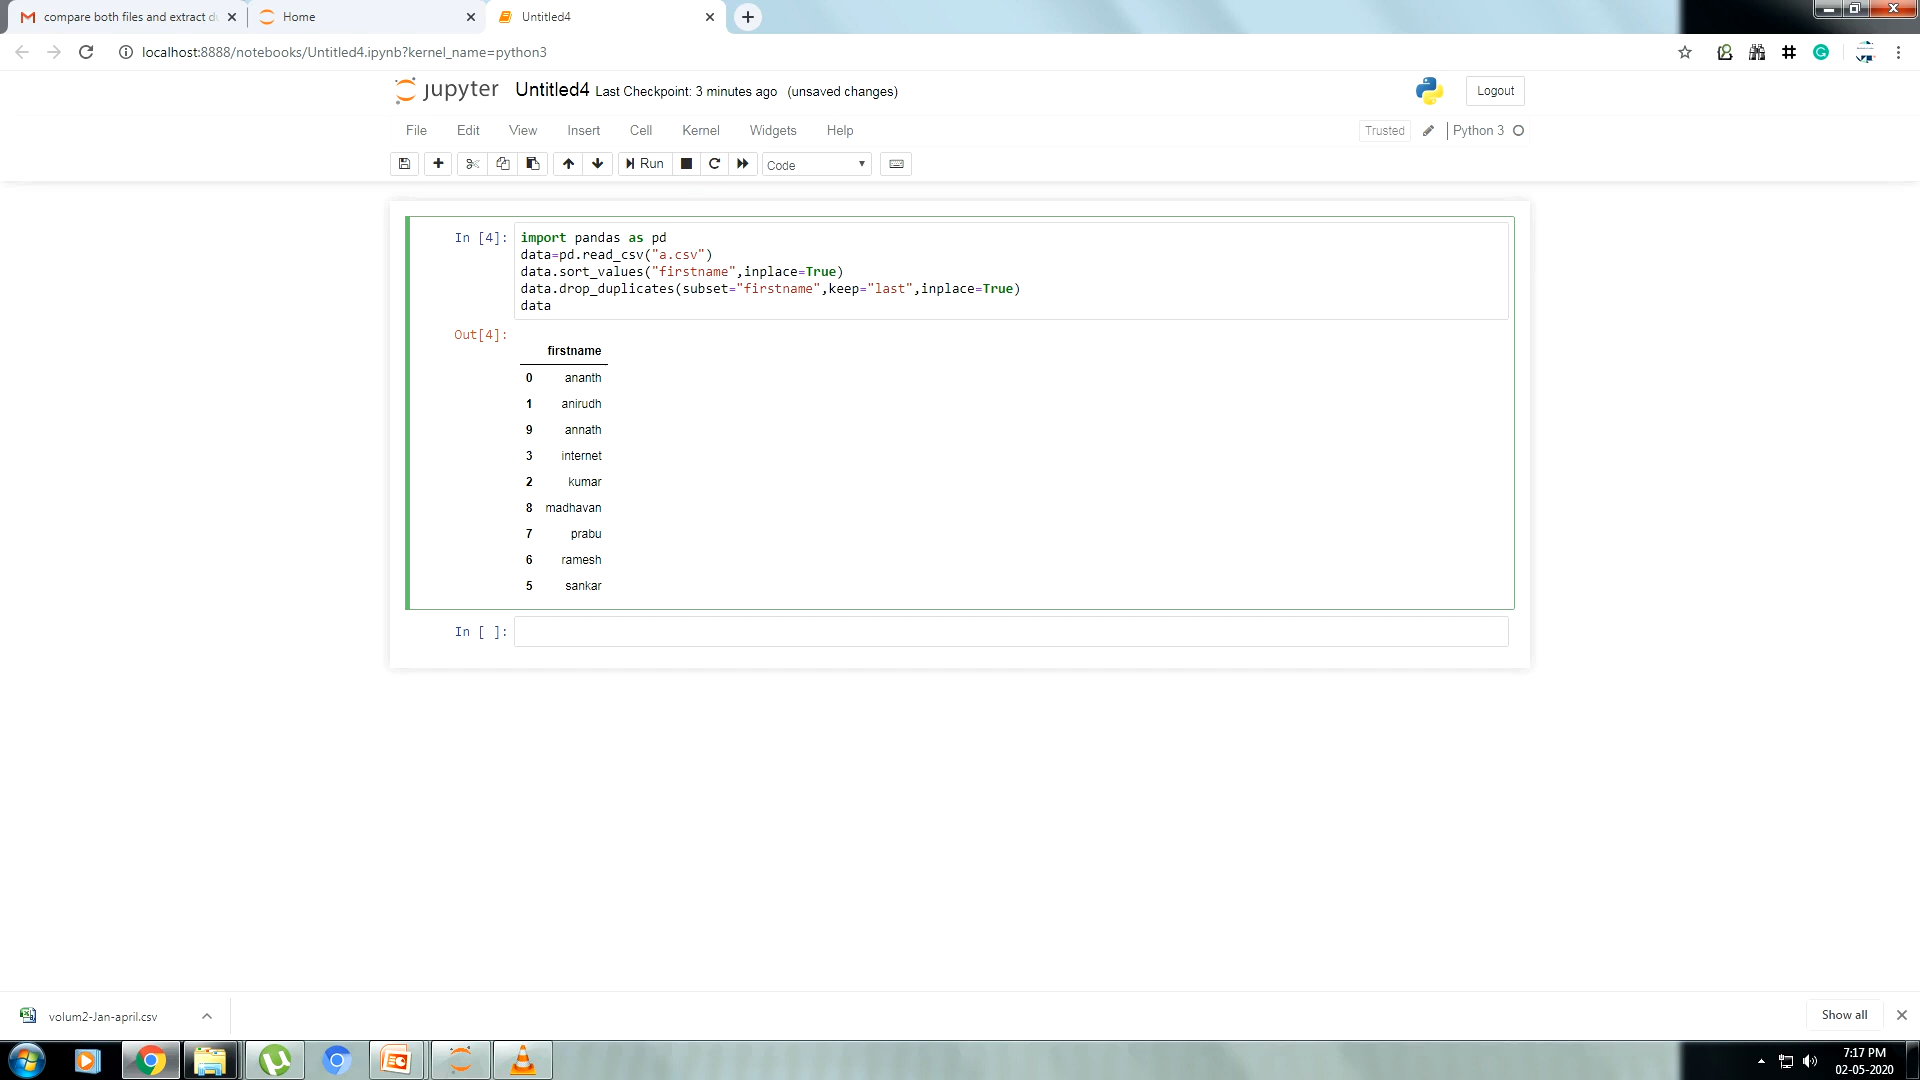 compare both files and extract du
Home
Untitled4
localhost:8888/notebooks/Untitled4.ipynb?kernel_name=python3
jupyter Untitled4 Last Checkpoint: 3 minutes ago (unsaved changes)
Logout
File Edit View Insert Cell Kernel Widgets Help
Trusted Python 3
Run Code
In [4]: import pandas as pd
data=pd.read_csv("a.csv")
data.sort_values("firstname",inplace=True)
data.drop_duplicates(subset="firstname",keep="last",inplace=True)
data
Out[4]:
firstname
0 ananth
1 anirudh
9 annath
3 internet
2 kumar
8 madhavan
7 prabu
6 ramesh
5 sankar
In [ ]:
volum2-Jan-april.csv
Show all
7:17 PM
02-05-2020